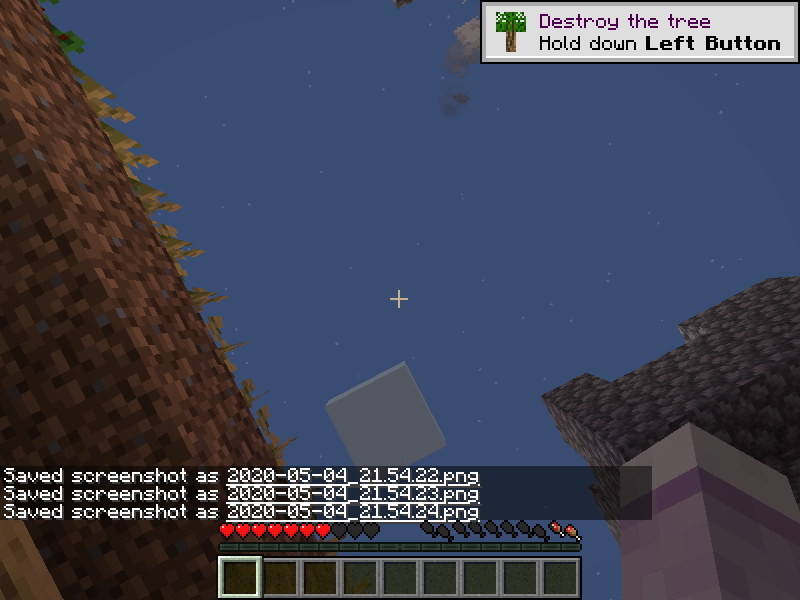 Destroy the tree
Hold down Left Button
Saved screenshot as 2020-05-04_21.54.22.png
Saved screenshot as 2020-05-04_21.54.23.png
Saved screenshot as 2020-05-04_21.54.24.png